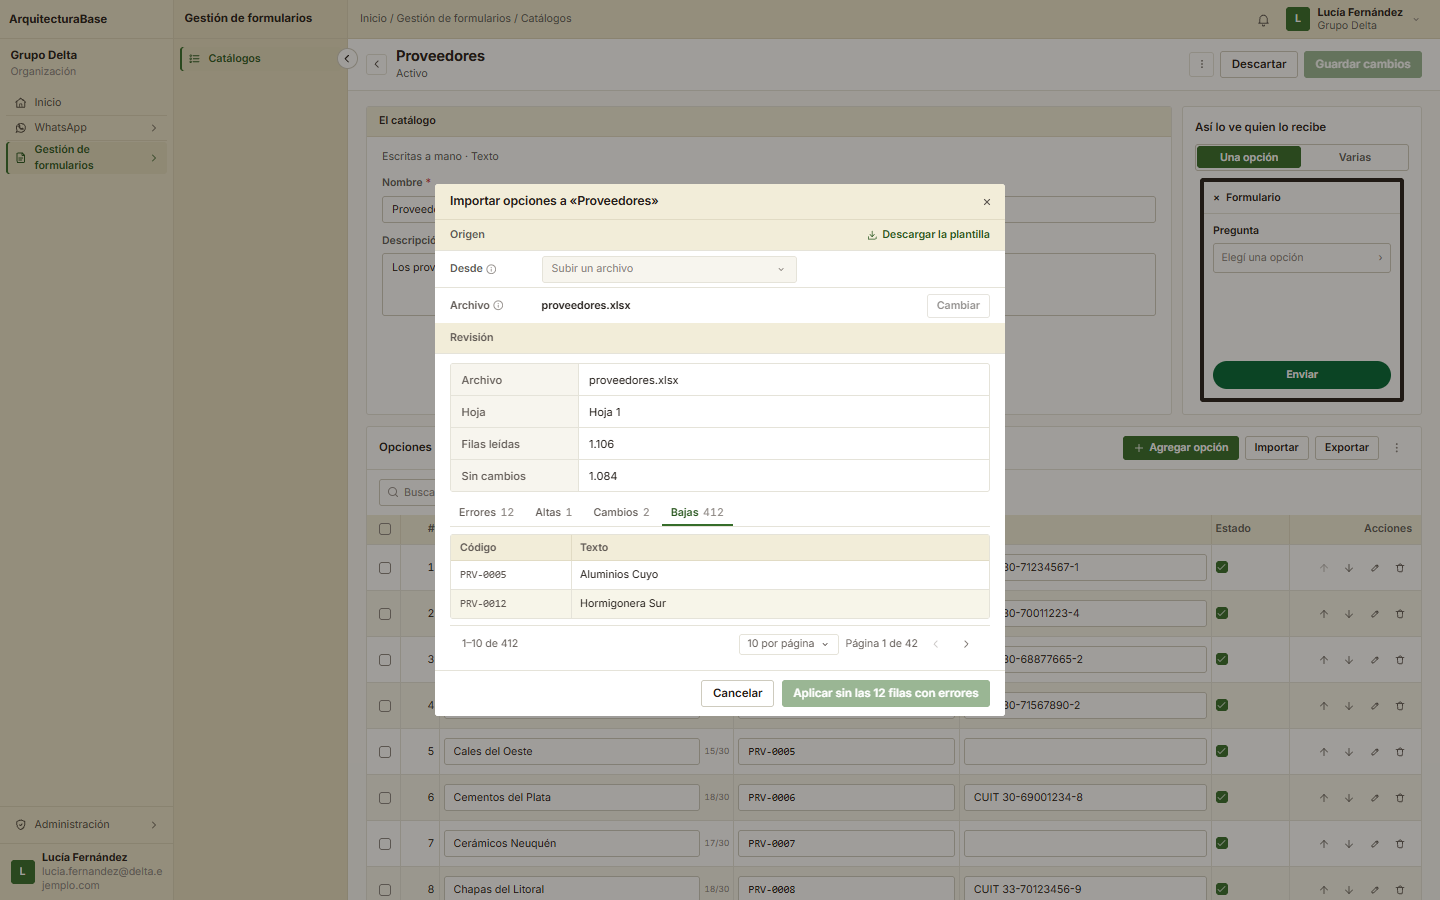 ArquitecturaBase
Grupo Delta
Organización
Inicio
WhatsApp
Gestión de
formularios
Administración
L
Lucía Fernández
lucia.fernandez@delta.e
jemplo.com
Gestión de formularios
Catálogos
Inicio / Gestión de formularios / Catálogos
L
Lucía Fernández
Grupo Delta
Proveedores
Activo
Descartar
Guardar cambios
El catálogo
Escritas a mano · Texto
Nombre *
Descripció
Los prov
Así lo ve quien lo recibe
Una opción
Varias
× Formulario
Pregunta
Elegí una opción
Enviar
Importar opciones a «Proveedores»
Origen
Descargar la plantilla
Desde
Subir un archivo
Archivo
proveedores.xlsx
Cambiar
Revisión
Archivo
proveedores.xlsx
Hoja
Hoja 1
Filas leídas
1.106
Sin cambios
1.084
Errores 12
Altas 1
Cambios 2
Bajas 412
Código
Texto
PRV-0005
Aluminios Cuyo
PRV-0012
Hormigonera Sur
1–10 de 412
10 por página
Página 1 de 42
Cancelar
Aplicar sin las 12 filas con errores
Opciones
Agregar opción
Importar
Exportar
Busca
#
Estado
Acciones
1
30-71234567-1
2
30-70011223-4
3
30-68877665-2
4
30-71567890-2
5
Cales del Oeste
15/30
PRV-0005
6
Cementos del Plata
18/30
PRV-0006
CUIT 30-69001234-8
7
Cerámicos Neuquén
17/30
PRV-0007
8
Chapas del Litoral
18/30
PRV-0008
CUIT 33-70123456-9